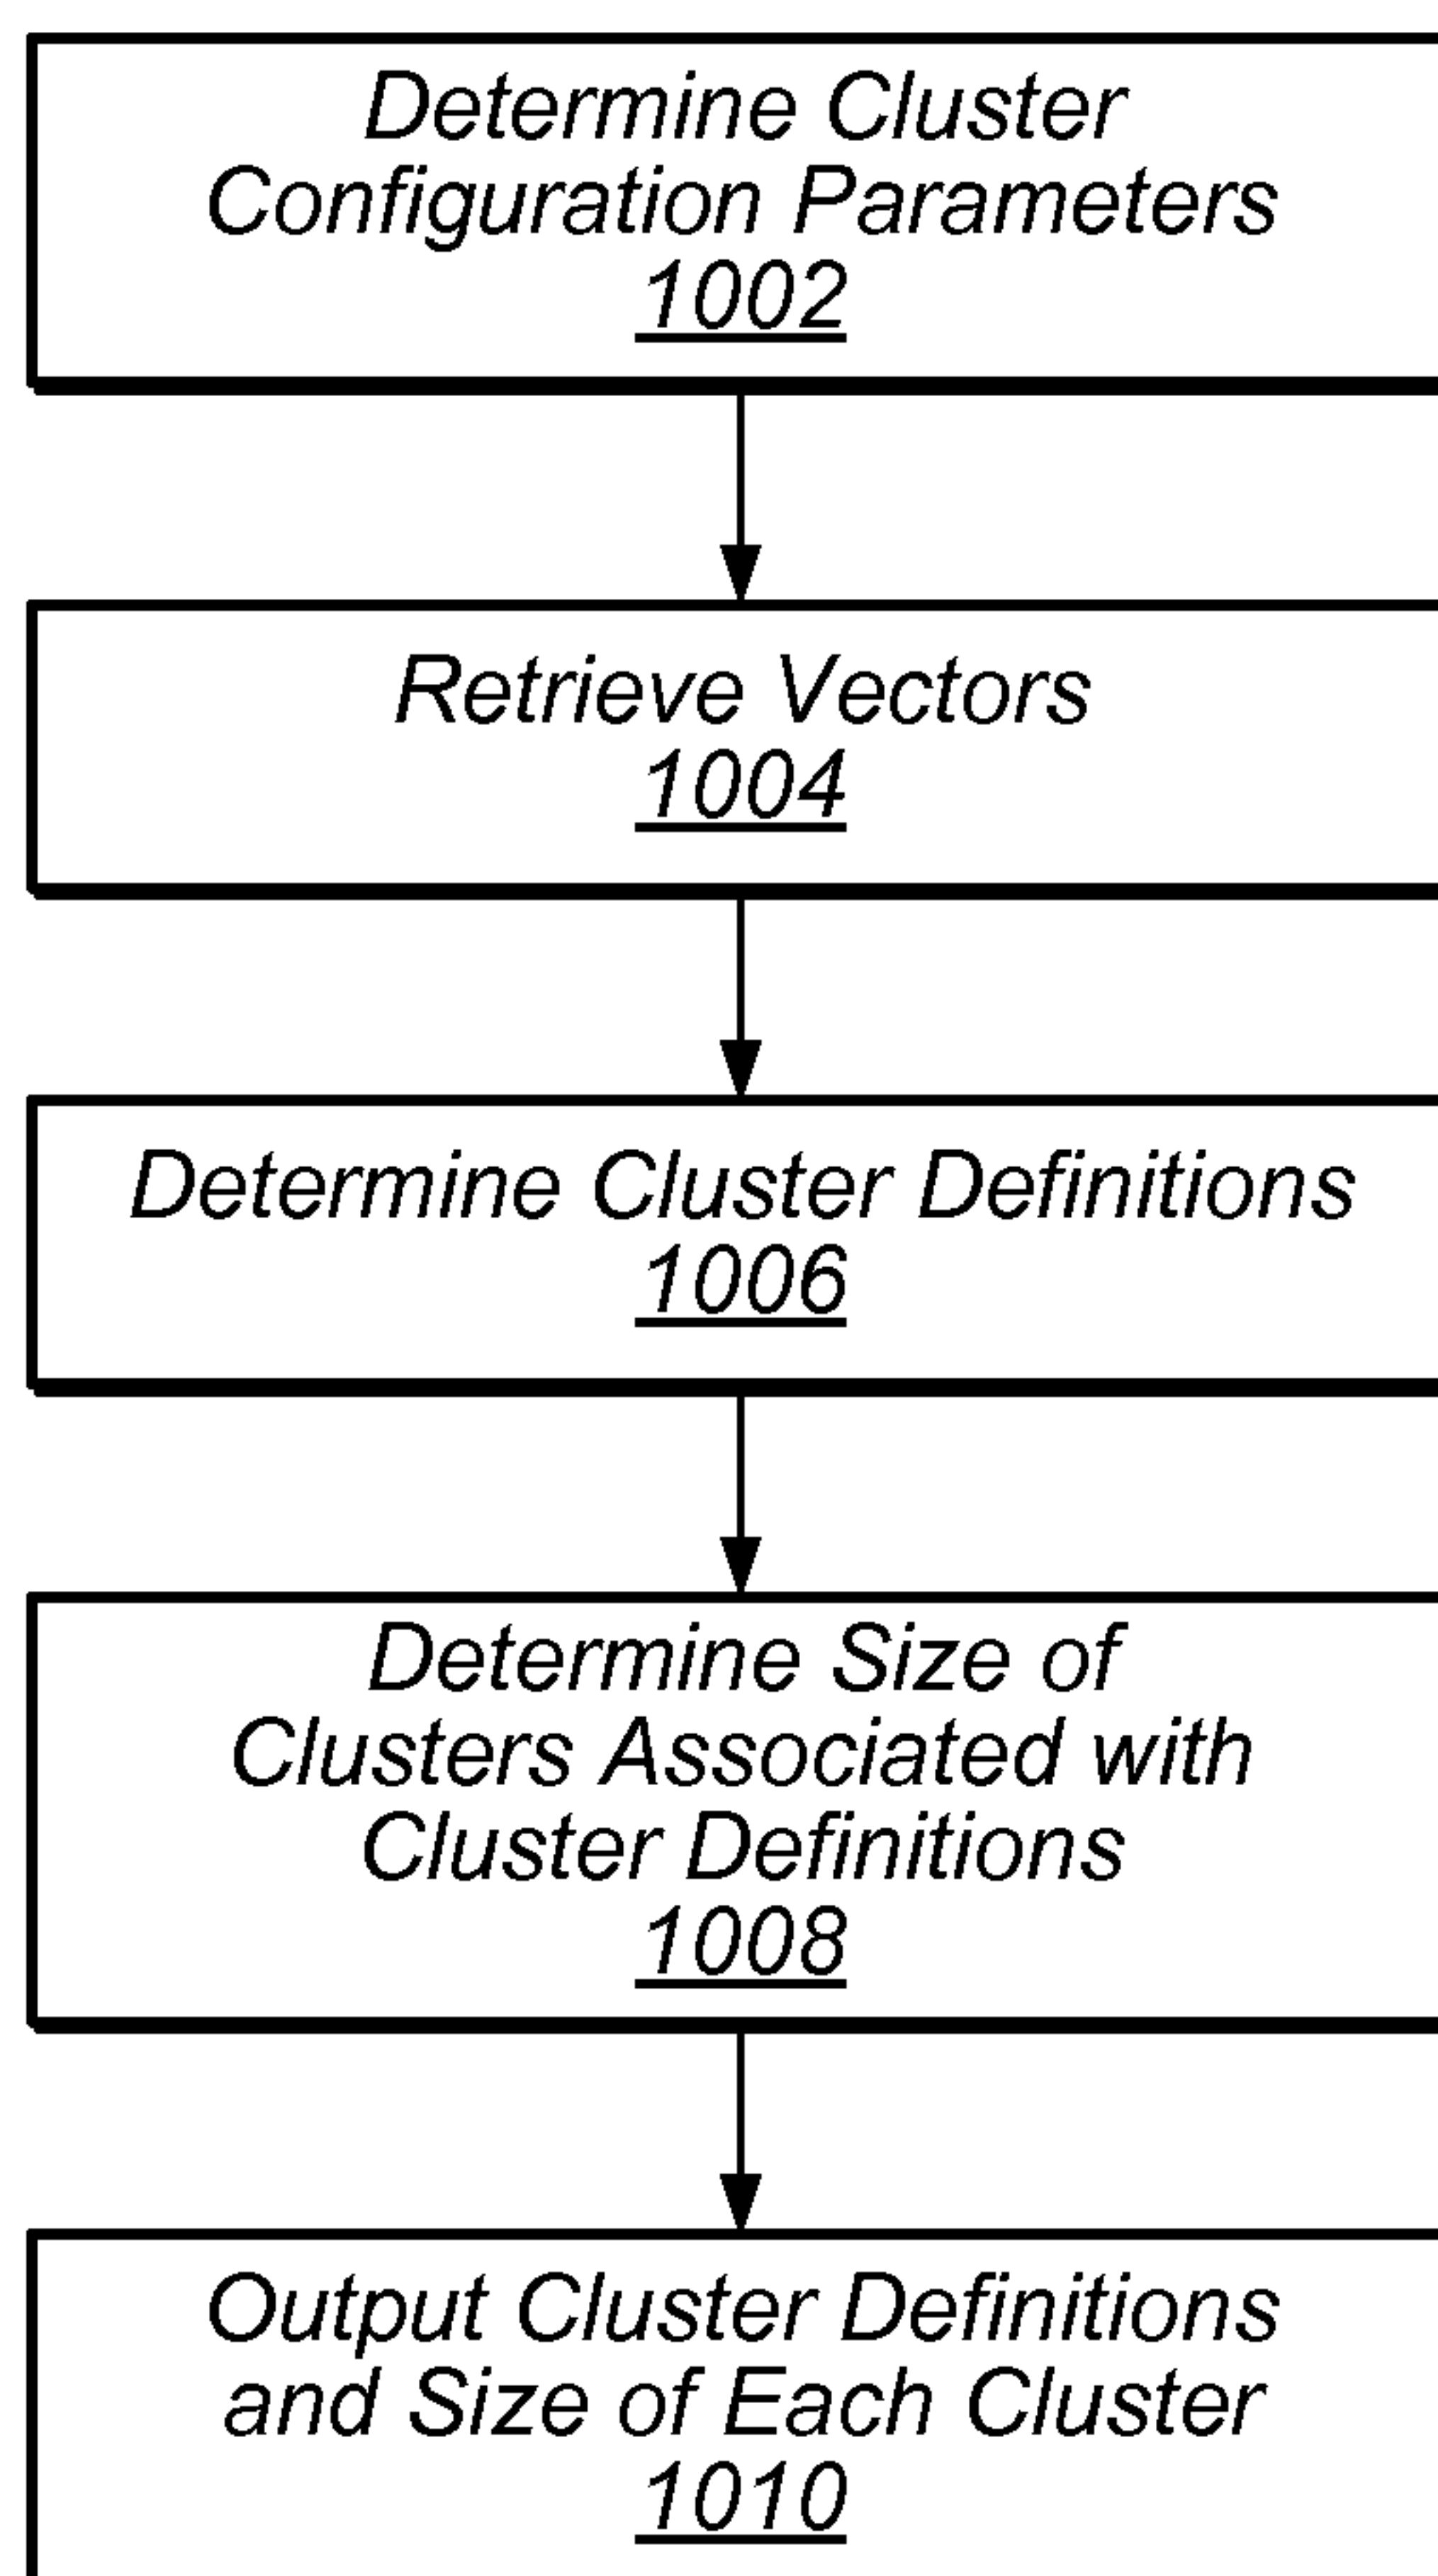 Determine Cluster
Configuration Parameters
1002
Retrieve Vectors
1004
Determine Cluster Definitions
1006
Determine Size of
Clusters Associated with
Cluster Definitions
1008
Output Cluster Definitions
and Size of Each Cluster
1010